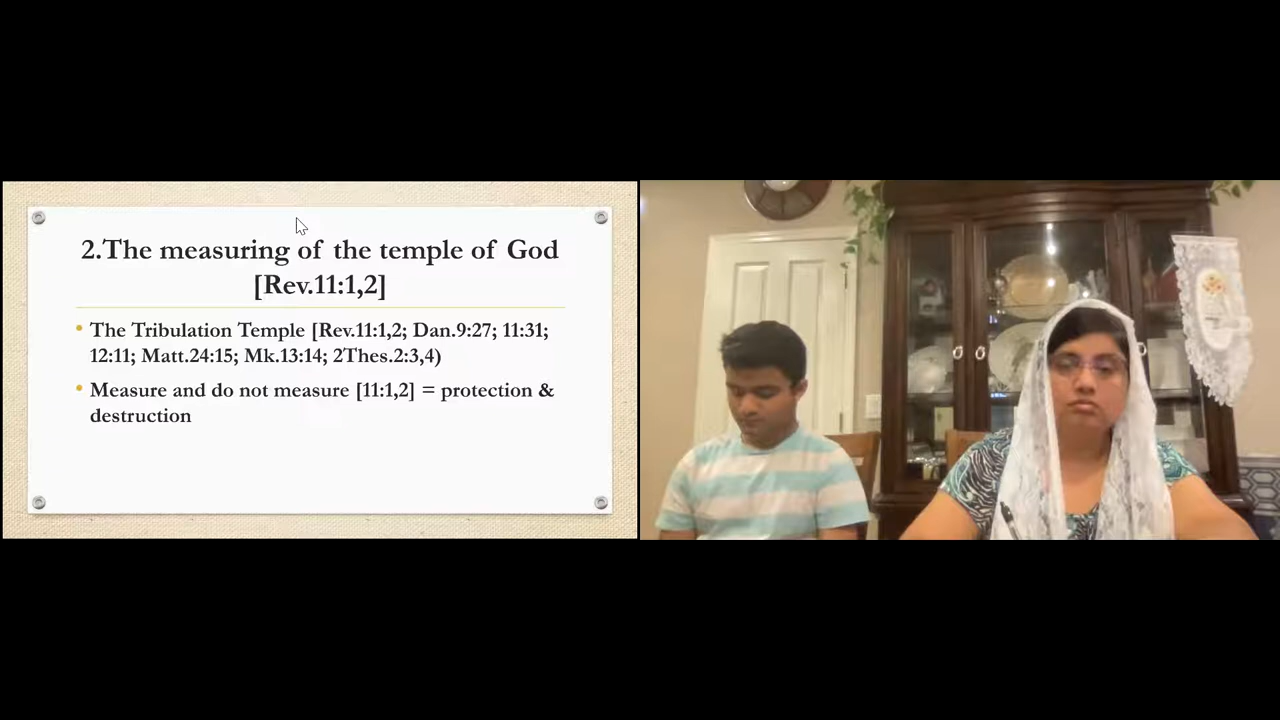 2.The measuring of the temple of God
[Rev.11:1,2]
• The Tribulation Temple [Rev.11:1,2; Dan.9:27; 11:31;
12:11; Matt.24:15; Mk.13:14; 2Thes.2:3,4)
• Measure and do not measure [11:1,2] = protection &
destruction